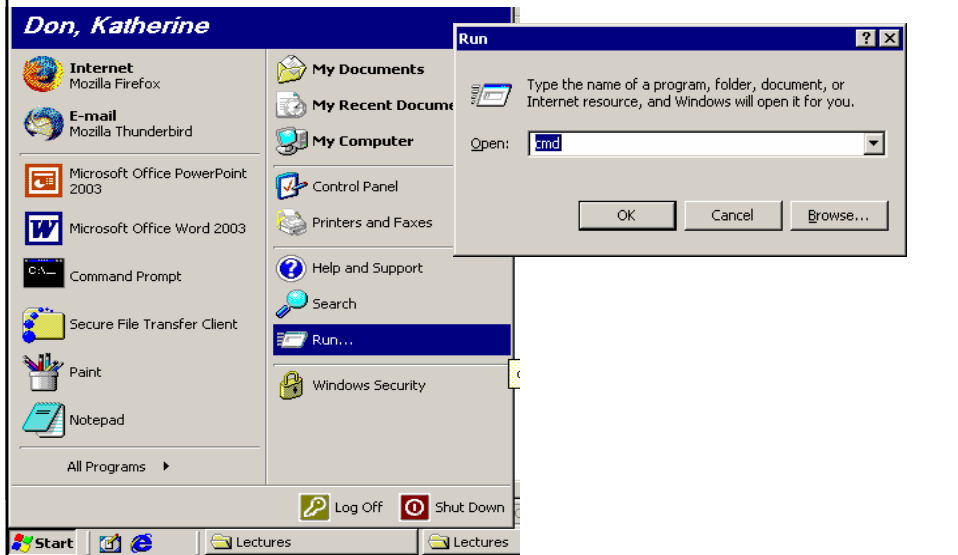 Don, Katherine
Internet
Mozilla Firefox
E-mail
Mozilla Thunderbird
Microsoft Office PowerPoint
2003
Microsoft Office Word 2003
C:\_
Command Prompt
Secure File Transfer Client
Paint
Notepad
All Programs
My Documents
My Recent Docume
My Computer
Control Panel
Printers and Faxes
Help and Support
Search
Run...
Windows Security
Log Off
Shut Down
Start
Lectures
Lectures
Run
Type the name of a program, folder, document, or
Internet resource, and Windows will open it for you.
Open:
cmd
OK
Cancel
Browse...